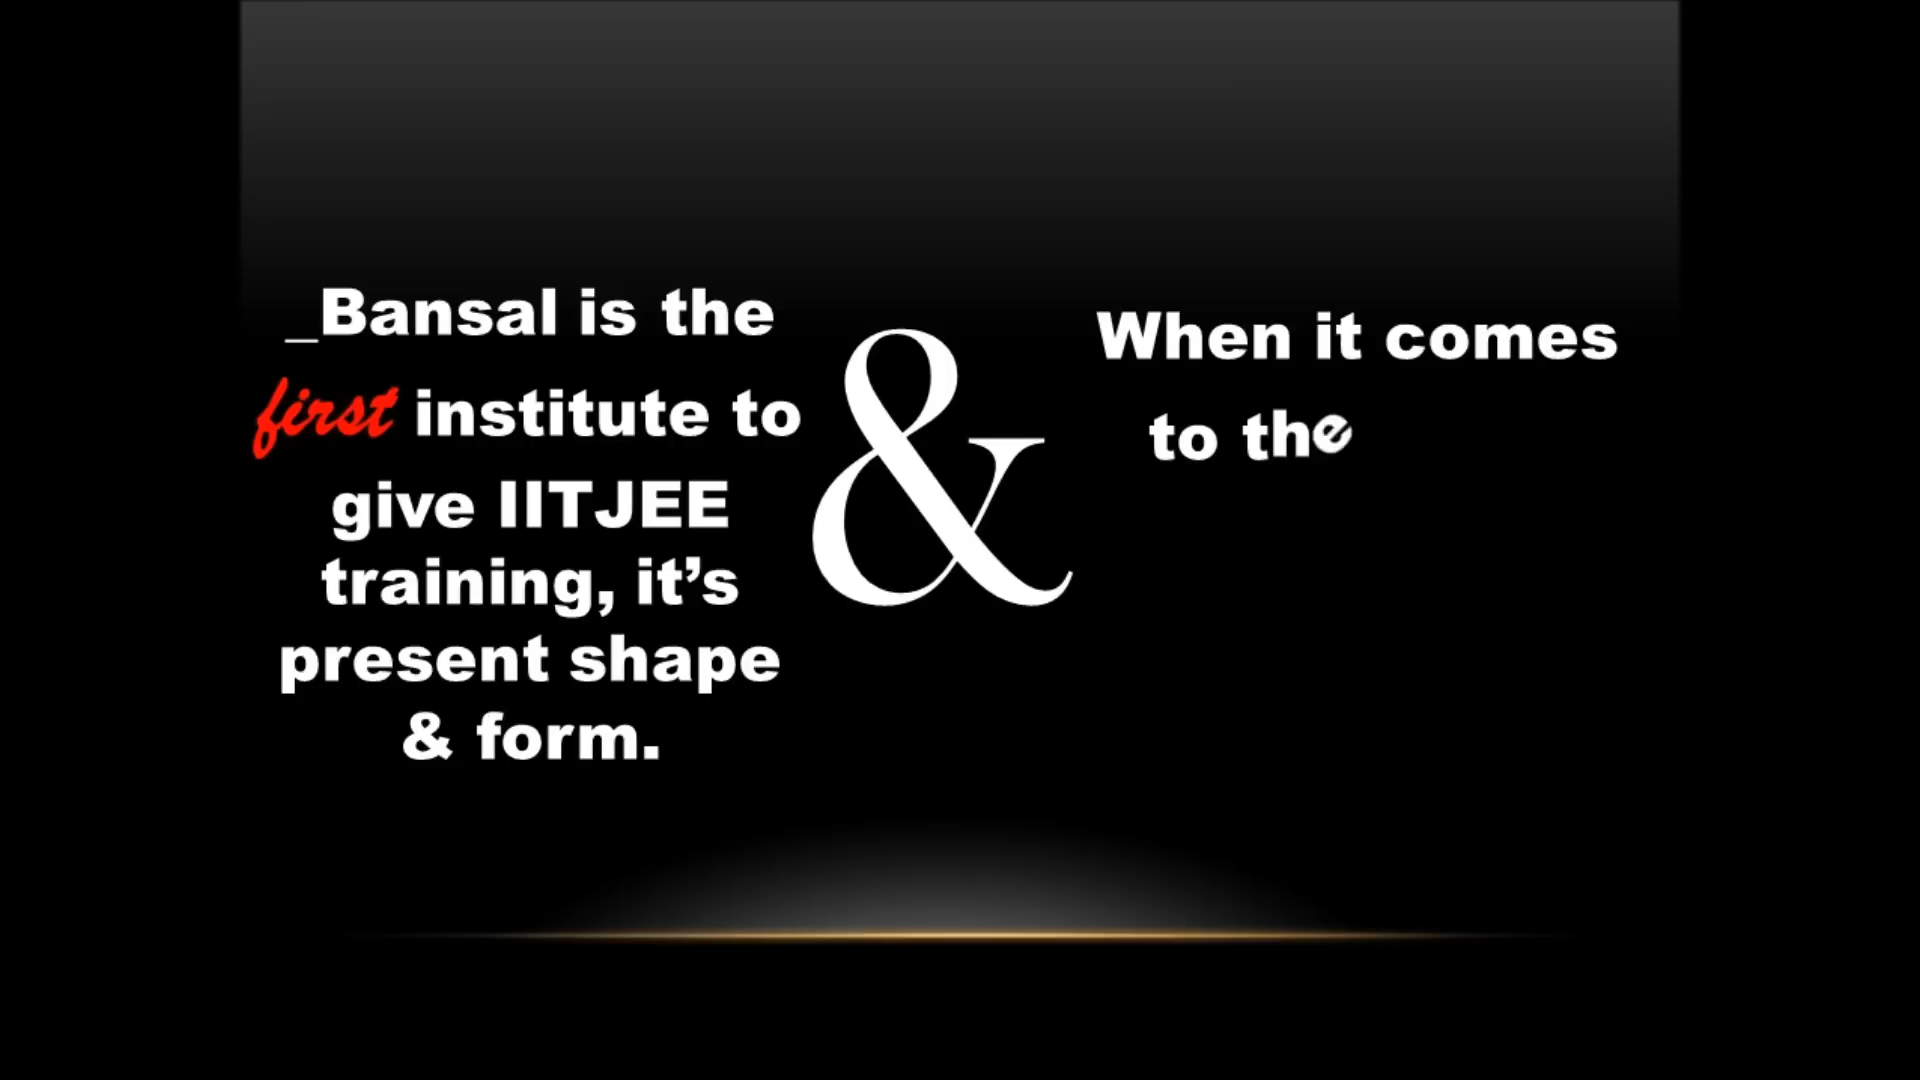 _Bansal is the
first institute to
give IITJEE
training, it’s
present shape
& form.
&
When it comes
to the